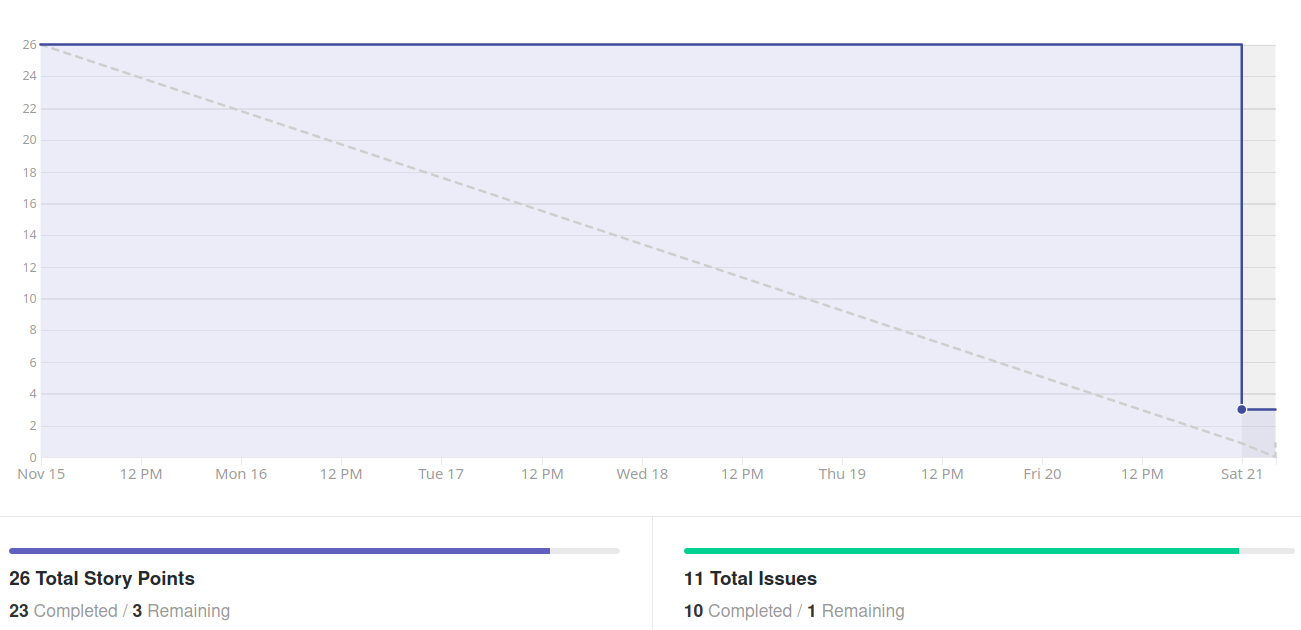 26
24
22
20
18
16
14
12
10
8
6
4
2
0
Nov 15 12 PM Mon 16 12 PM Tue 17 12 PM Wed 18 12 PM Thu 19 12 PM Fri 20 12 PM Sat 21
26 Total Story Points
23 Completed / 3 Remaining
11 Total Issues
10 Completed / 1 Remaining